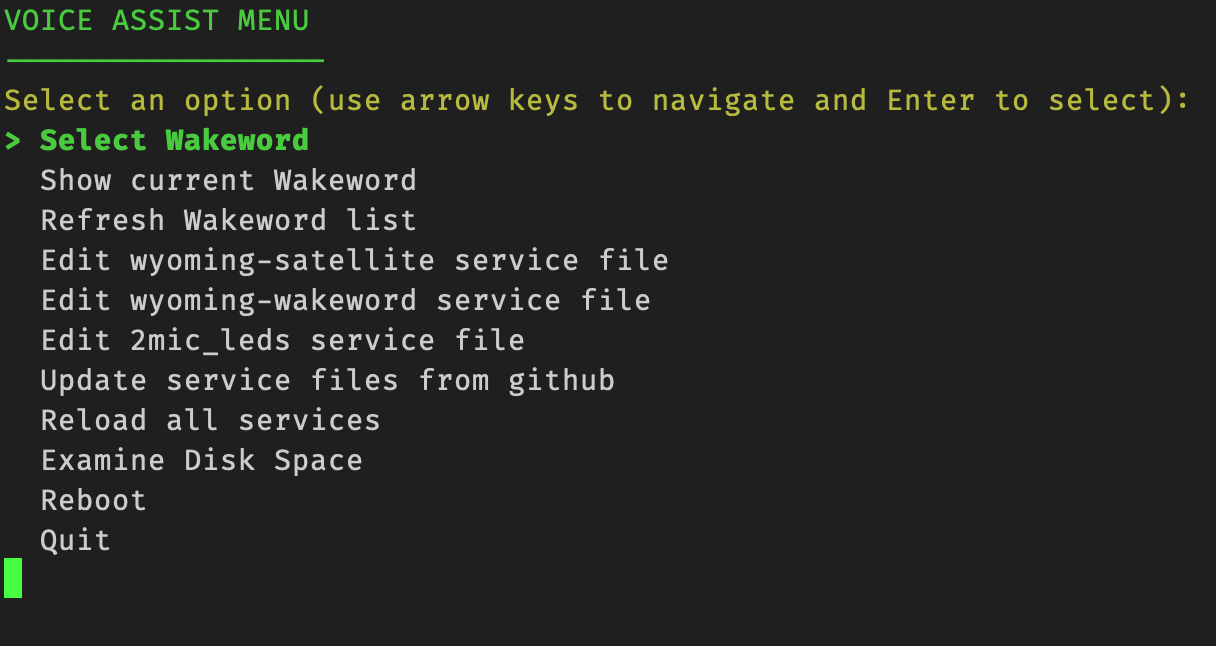 VOICE ASSIST MENU
Select an option (use arrow keys to navigate and Enter to select):
> Select Wakeword
Show current Wakeword
Refresh Wakeword list
Edit wyoming-satellite service file
Edit wyoming-wakeword service file
Edit 2mic_leds service file
Update service files from github
Reload all services
Examine Disk Space
Reboot
Quit